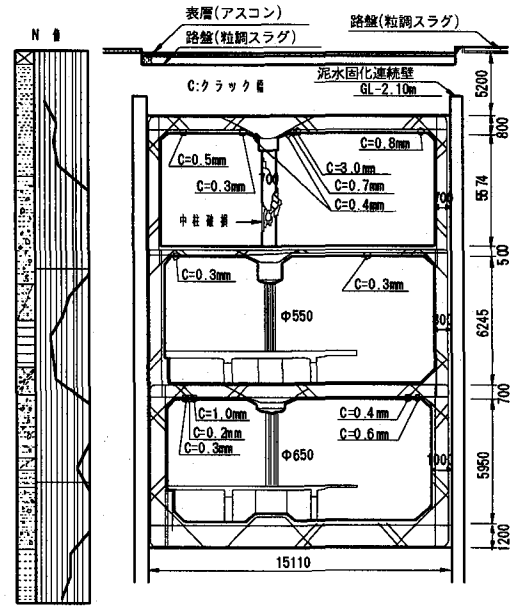 N 値
表層(アスコン)
路盤(粒調スラグ)
路盤(粒調スラグ)
C:クラック幅
泥水固化連続壁
GL-2.10m
5200
800
C=0.8mm
C=0.5mm
C=3.0mm
C=0.3mm
C=0.7mm
C=0.4mm
700
700
5574
中柱破損
500
C=0.3mm
C=0.3mm
Φ550
800
6245
700
C=1.0mm
C=0.4mm
C=0.2mm
C=0.6mm
C=0.3mm
Φ650
5950
1200
15110